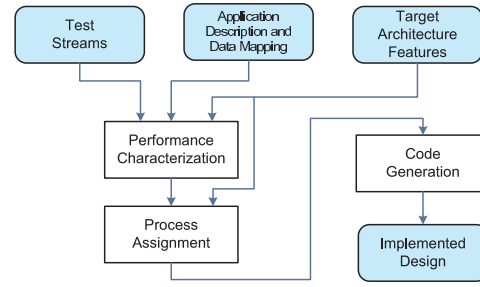 Test
Streams
Application
Description and
Data Mapping
Target
Architecture
Features
Performance
Characterization
Code
Generation
Process
Assignment
Implemented
Design